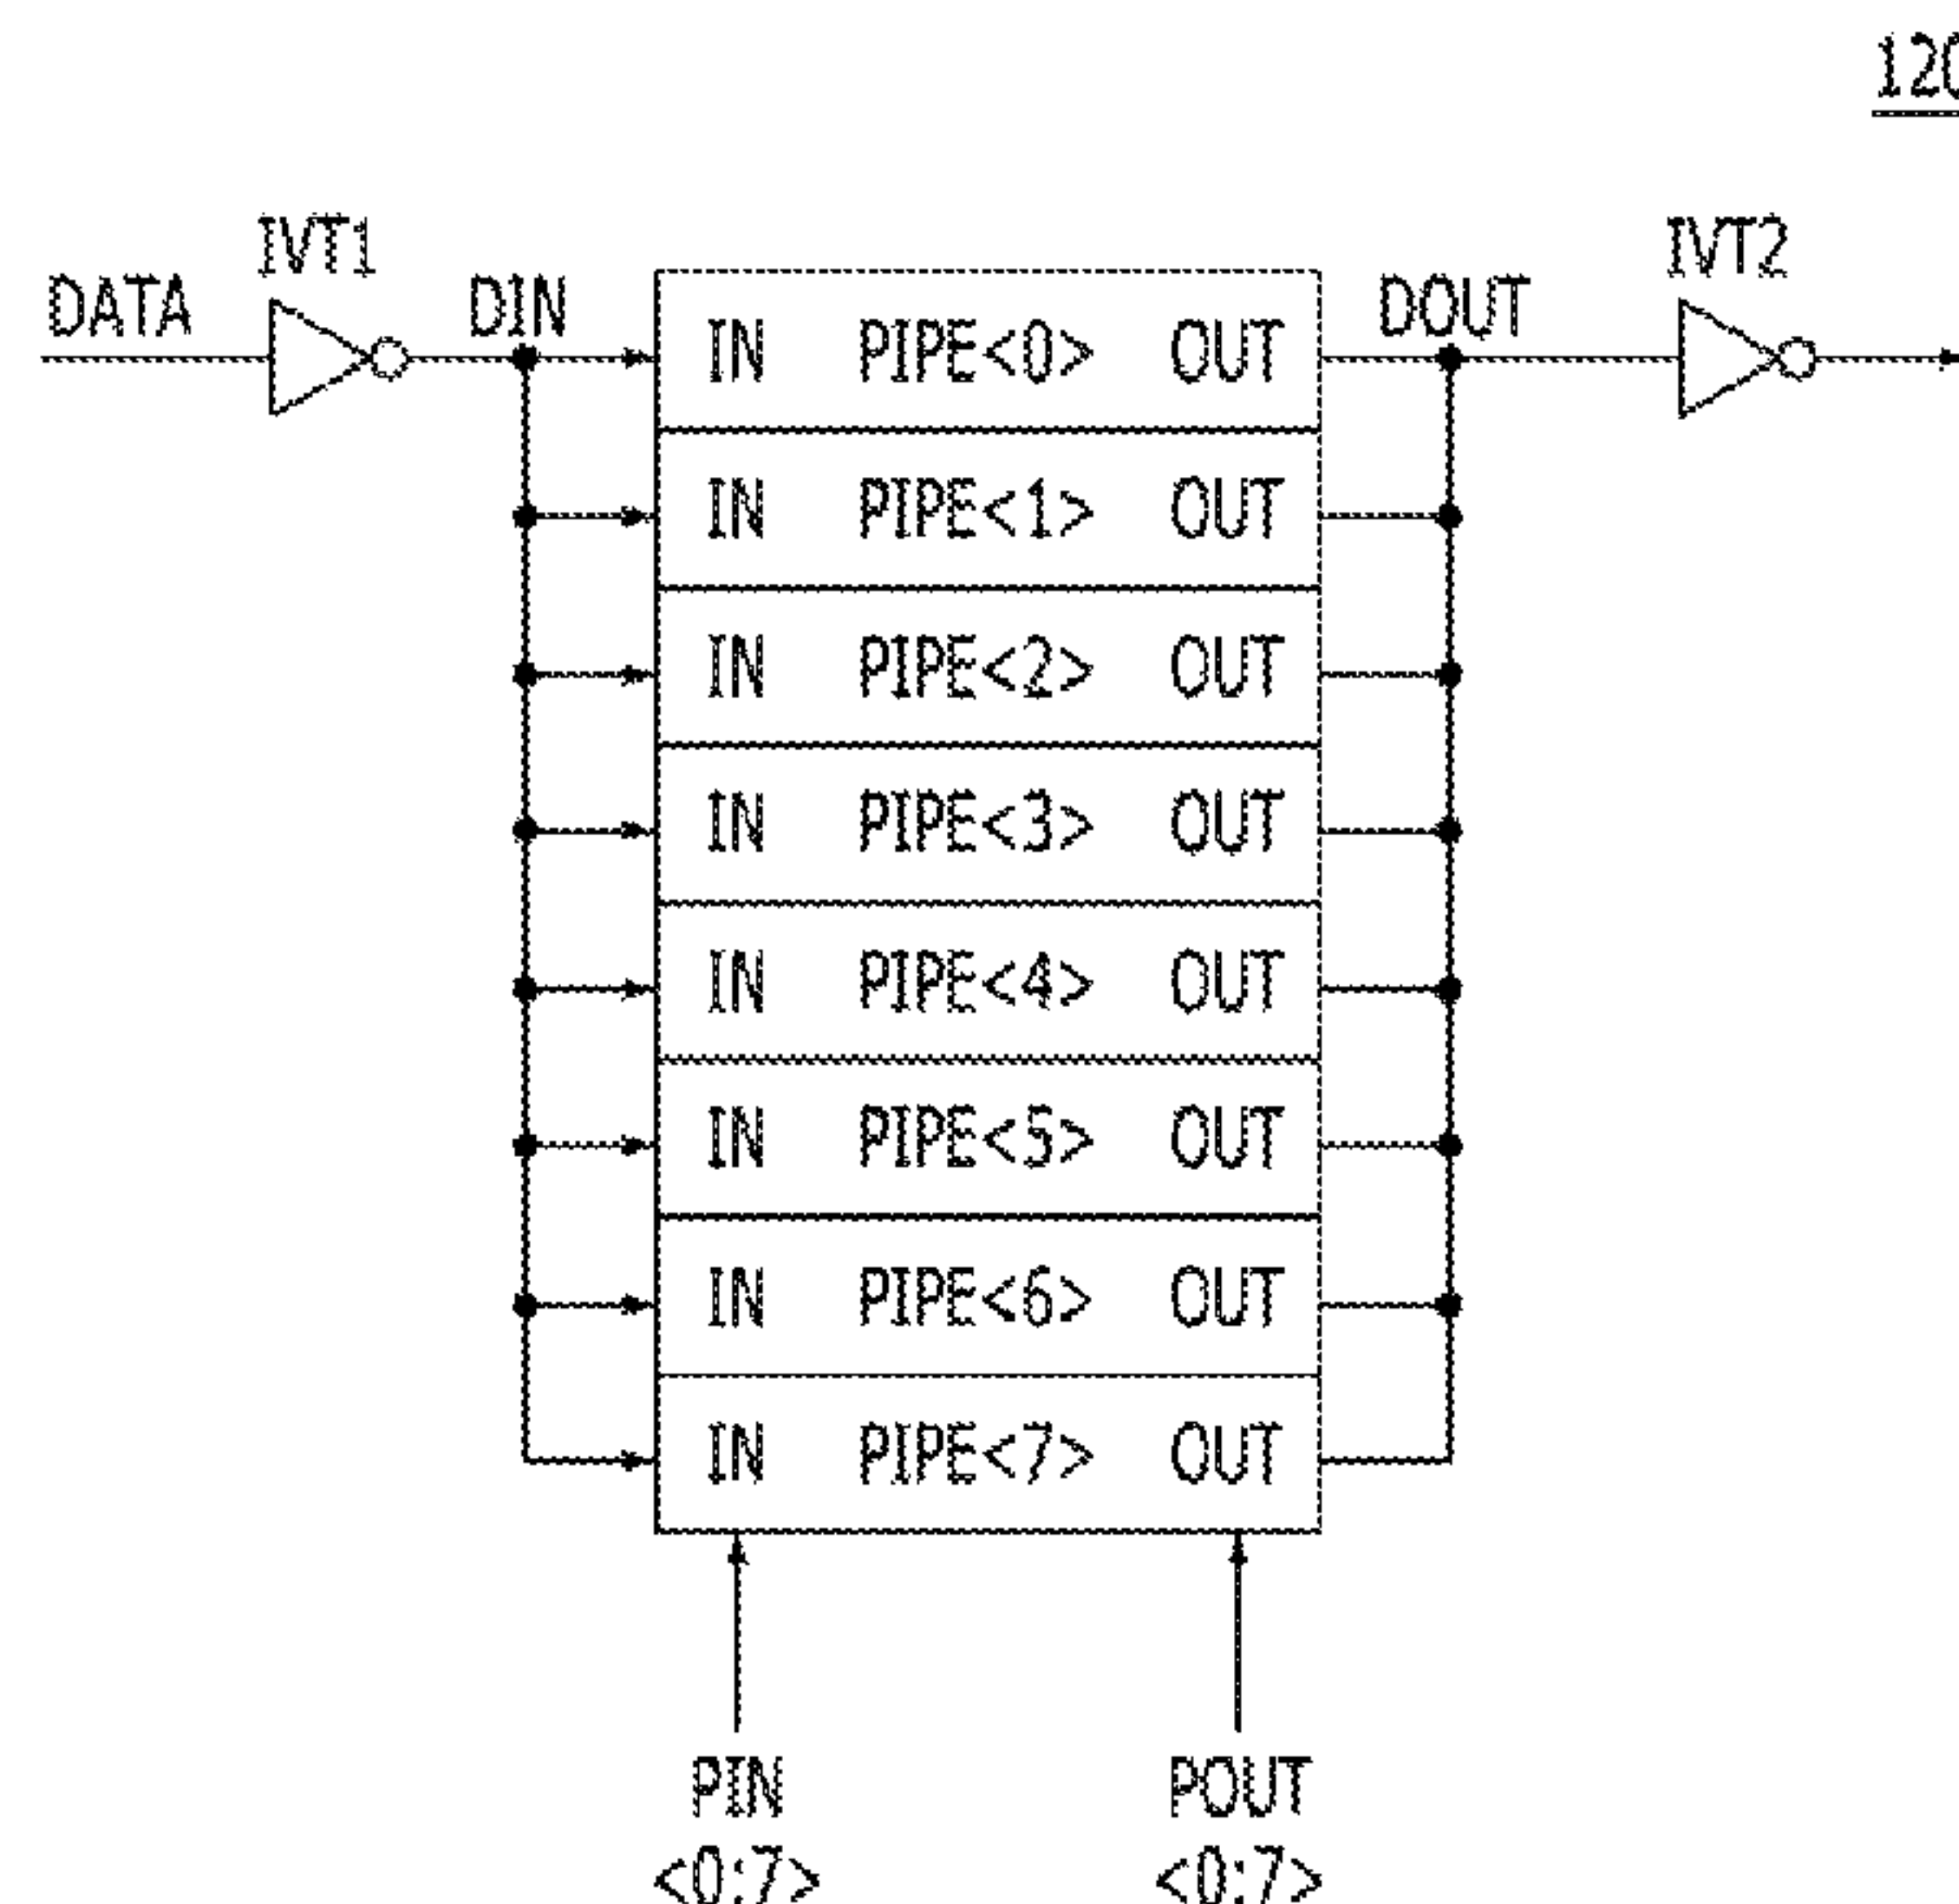 120
IVT1
IVT2
DATA
DIN
DOUT
IN PIPE<0> OUT
IN PIPE<1> OUT
IN PIPE<2> OUT
IN PIPE<3> OUT
IN PIPE<4> OUT
IN PIPE<5> OUT
IN PIPE<6> OUT
IN PIPE<7> OUT
PIN
<0:7>
POUT
<0:7>